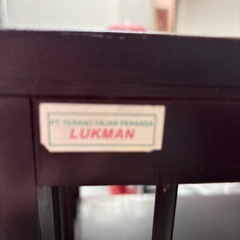 PT. TERANG FAJAR PERSADA
LUKMAN